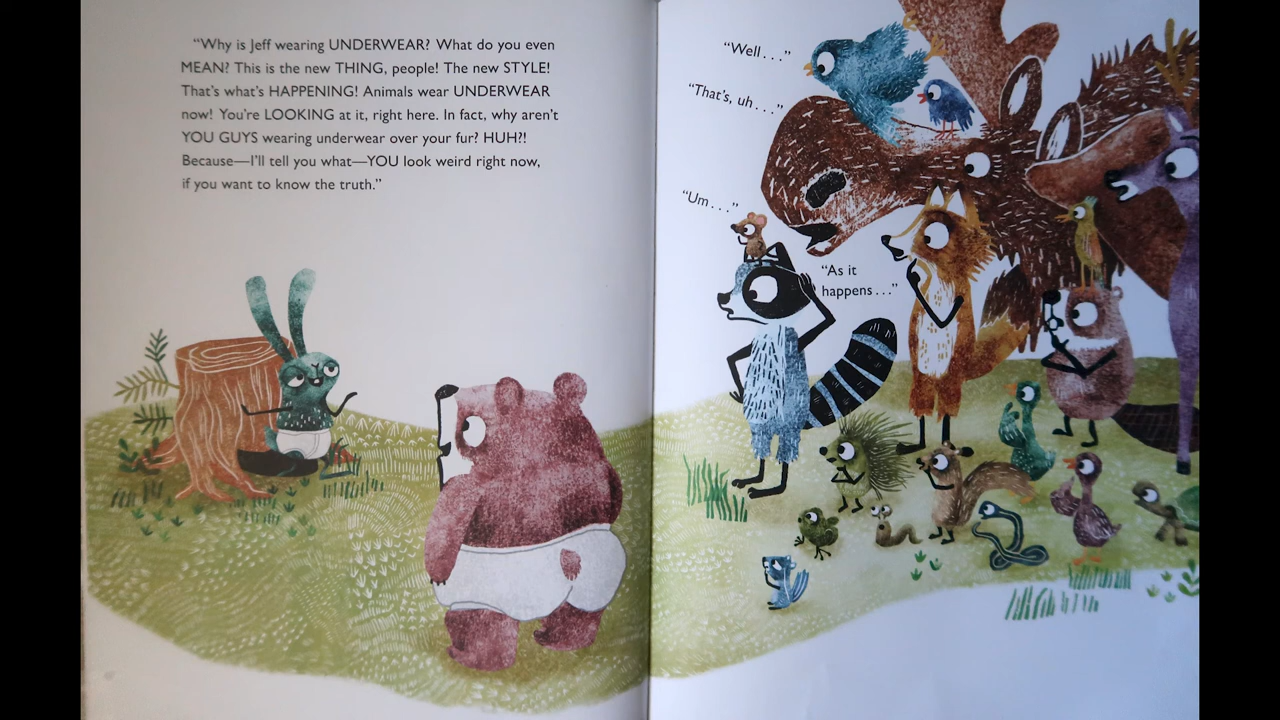 “Why is Jeff wearing UNDERWEAR? What do you even
MEAN? This is the new THING, people! The new STYLE!
That’s what’s HAPPENING! Animals wear UNDERWEAR
now! You’re LOOKING at it, right here. In fact, why aren’t
YOU GUYS wearing underwear over your fur? HUH?!
Because—I’ll tell you what—YOU look weird right now,
if you want to know the truth.”
“Well . . .”
“That’s, uh . . .”
“Um . . .”
“As it
happens . . .”